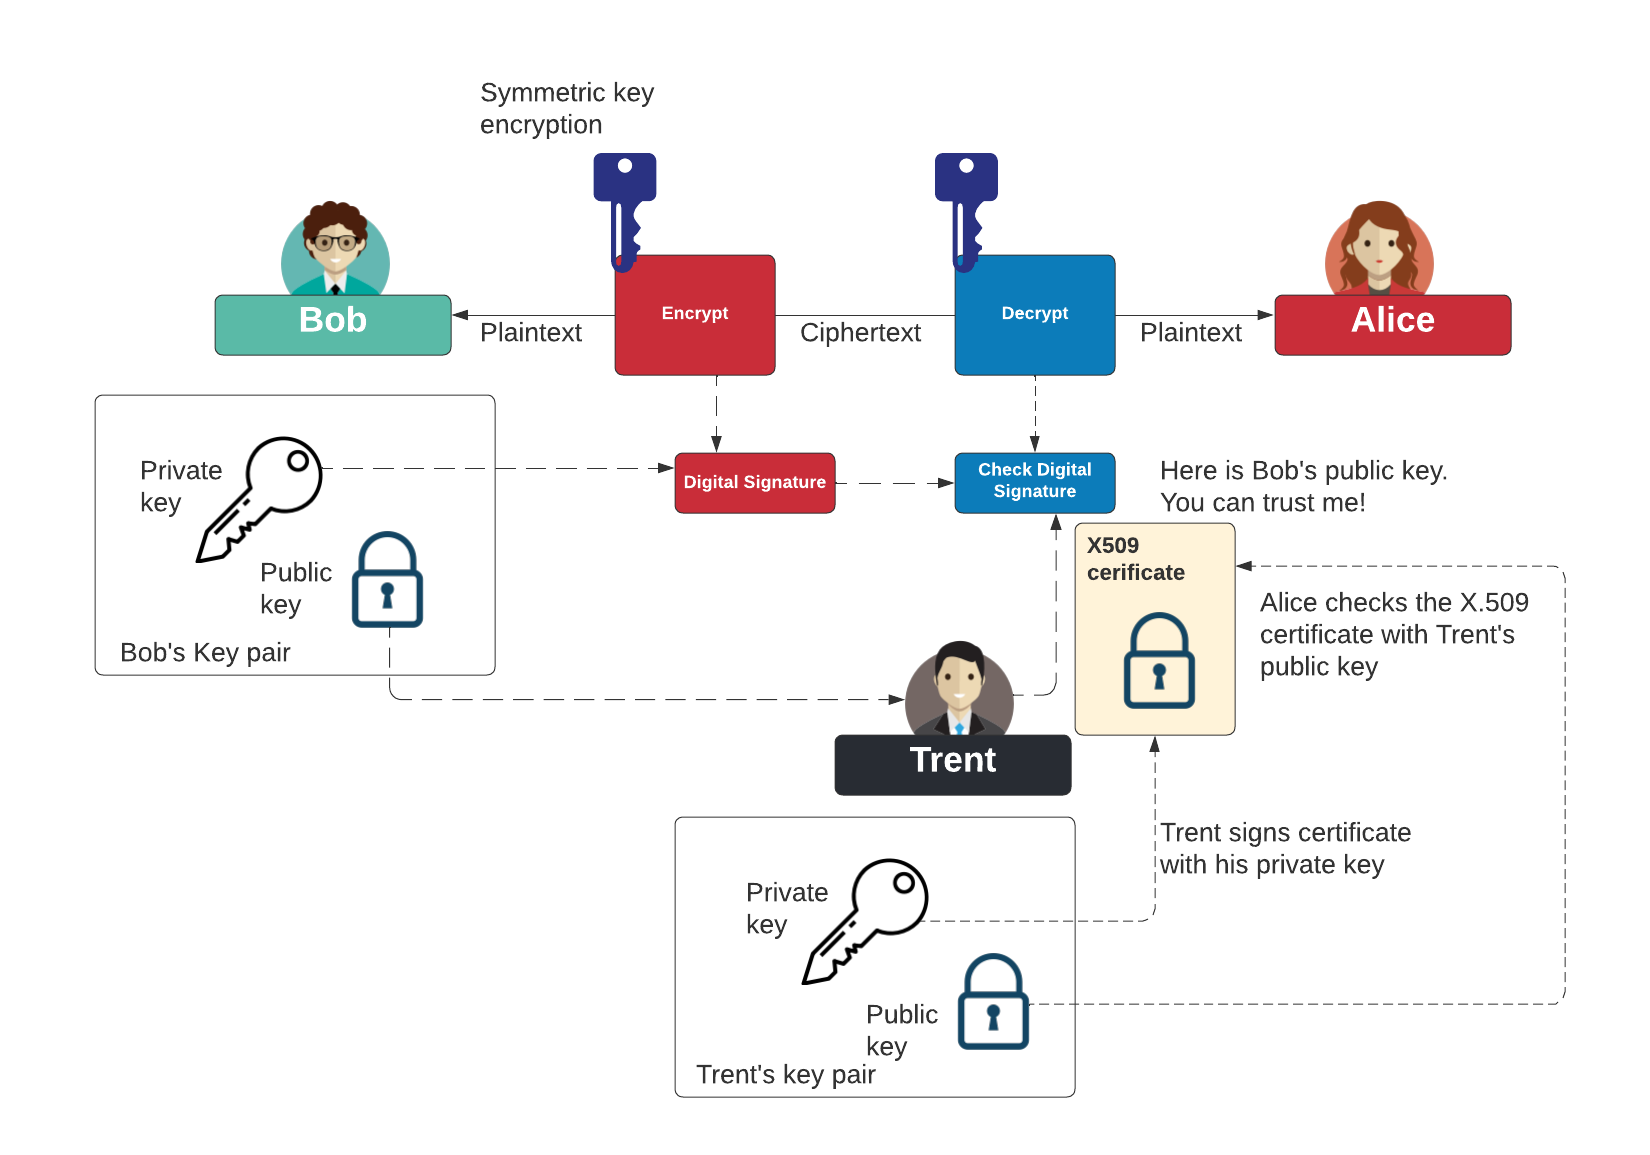 Symmetric key
encryption
Bob
Plaintext
Encrypt
Ciphertext
Decrypt
Plaintext
Alice
Private
key
Public
key
Bob's Key pair
Digital Signature
Check Digital
Signature
Here is Bob's public key.
You can trust me!
X509
cerificate
Alice checks the X.509
certificate with Trent's
public key
Trent
Trent signs certificate
with his private key
Private
key
Public
key
Trent's key pair